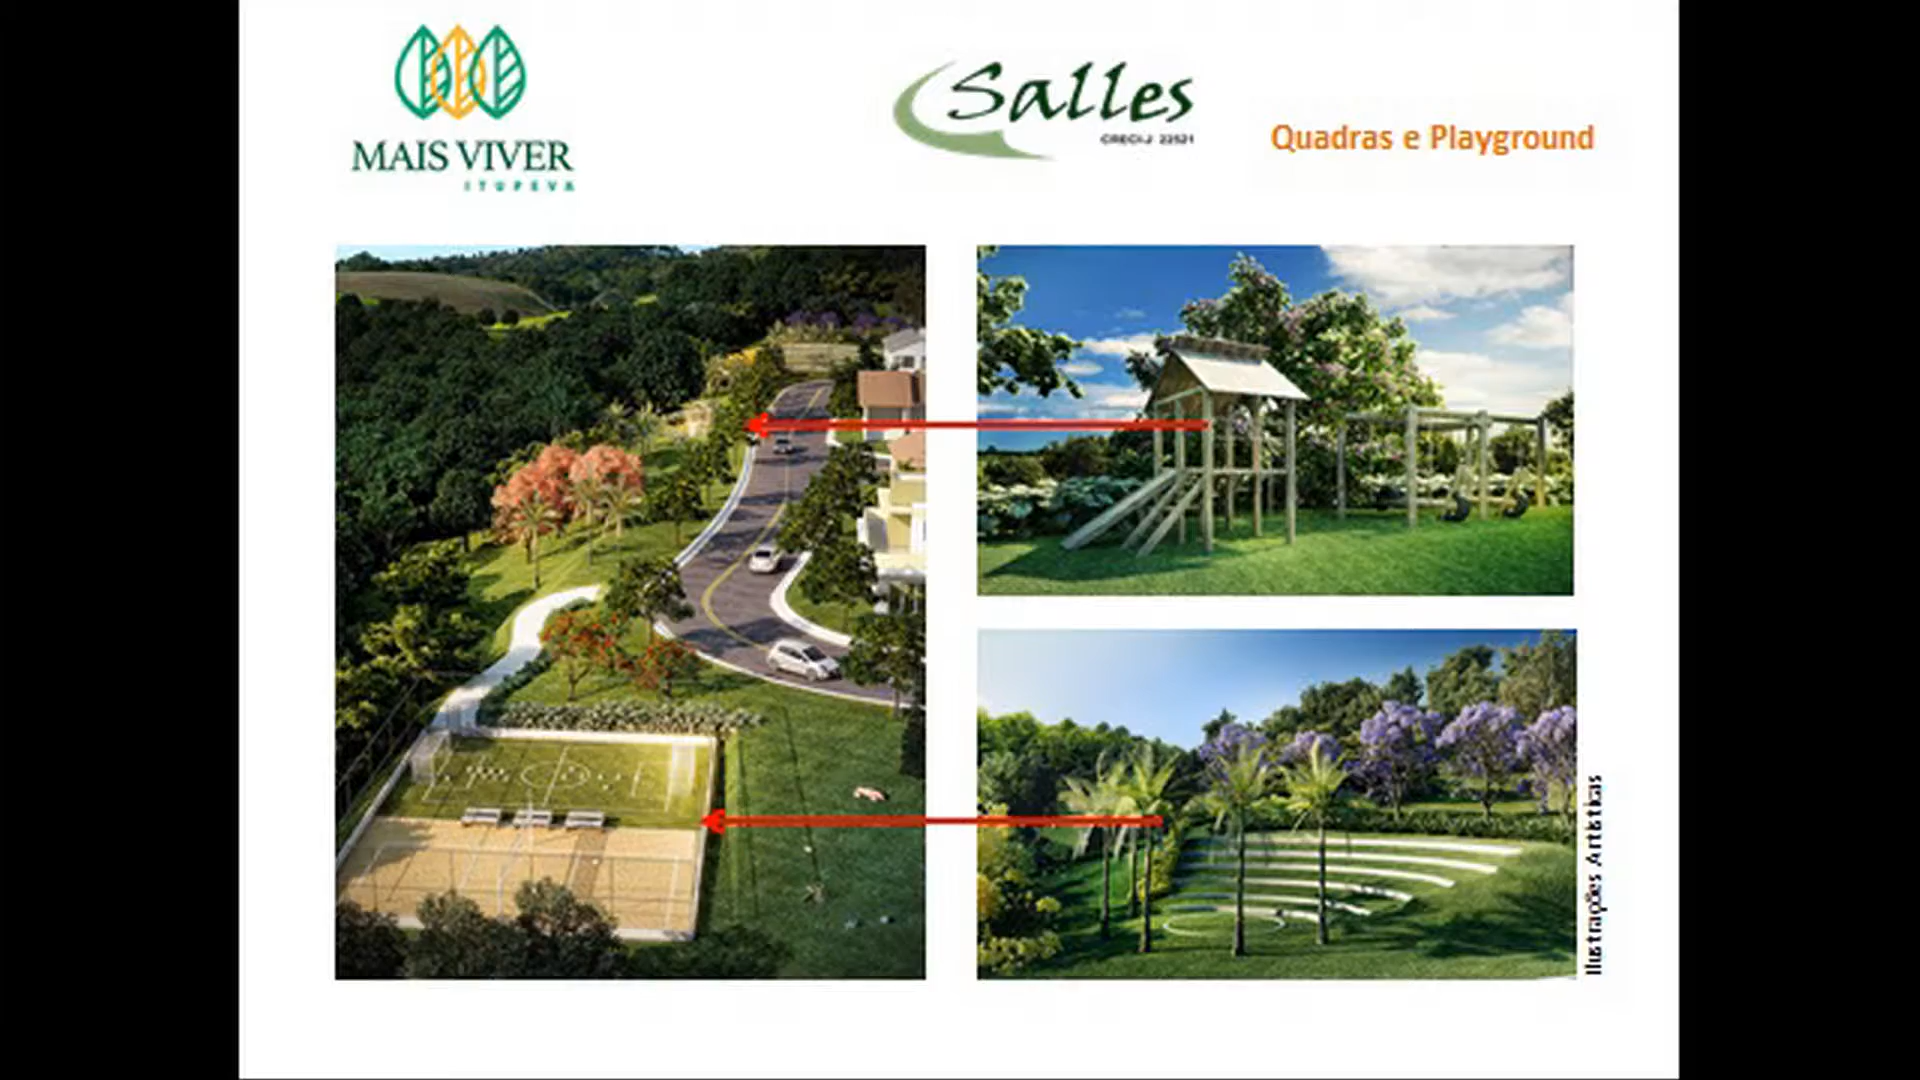 MAIS VIVER
ITUPEVA
Salles
CRECI-J 22521
Quadras e Playground
Ilustrações Artísticas